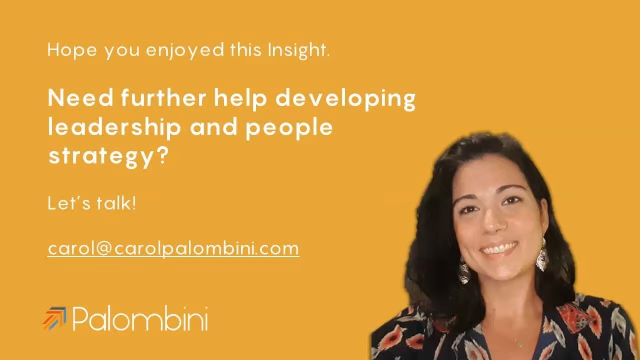 Hope you enjoyed this Insight.
Need further help developing
leadership and people
strategy?
Let's talk!
carol@carolpalombini.com
Palombini